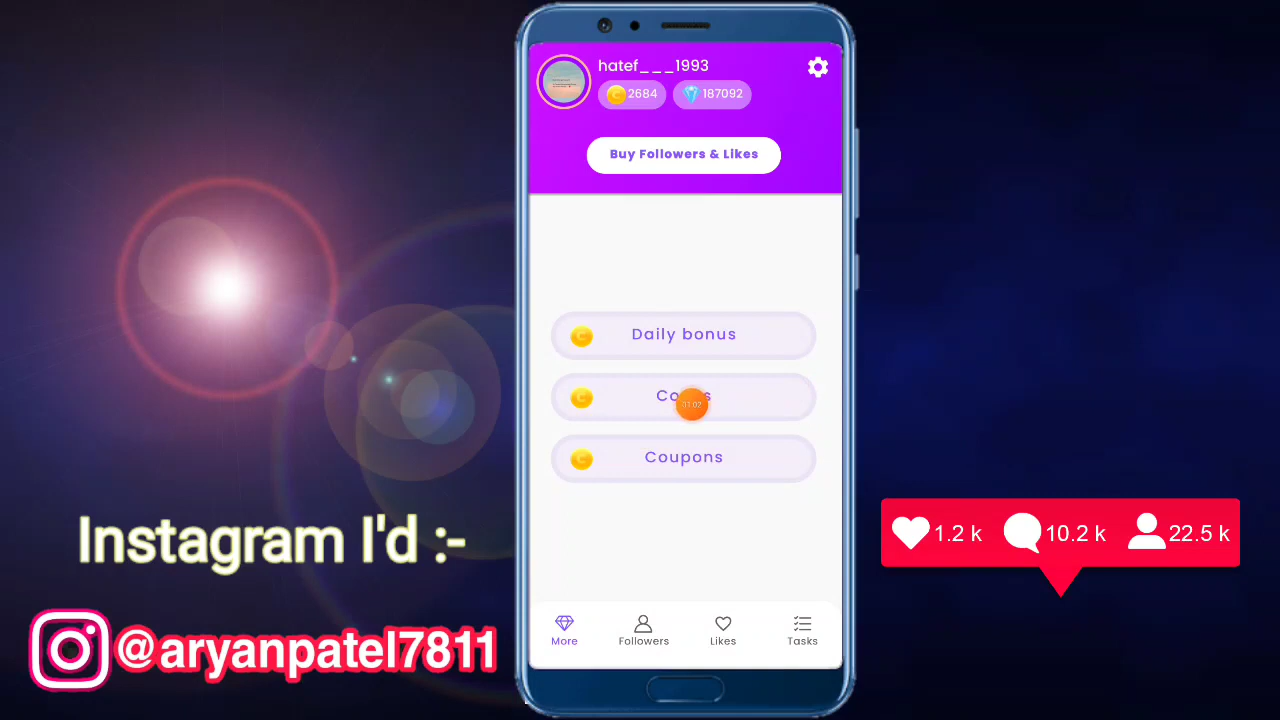 hatef___1993
2684
187092
Buy Followers & Likes
Daily bonus
Coupons
More
Followers
Likes
Tasks
Instagram I'd :-
@aryanpatel7811
1.2 k
10.2 k
22.5 k